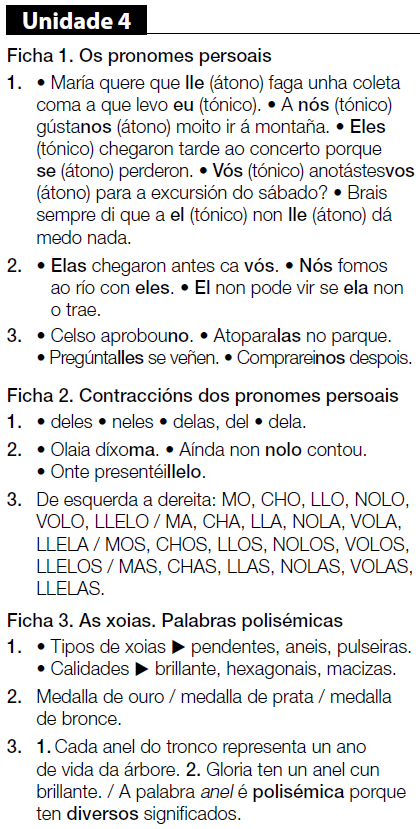 Unidade 4
Ficha 1. Os pronomes persoais
1. • María quere que lle (átono) faga unha coleta
coma a que levo eu (tónico). • A nós (tónico)
gústanos (átono) moito ir á montaña. • Eles
(tónico) chegaron tarde ao concerto porque
se (átono) perderon. • Vós (tónico) anotástesvos
(átono) para a excursión do sábado? • Brais
sempre di que a el (tónico) non lle (átono) dá
medo nada.
2. • Elas chegaron antes ca vós. • Nós fomos
ao río con eles. • El non pode vir se ela non
o trae.
3. • Celso aprobouno. • Atoparalas no parque.
• Pregúntalles se veñen. • Comprareinos despois.
Ficha 2. Contraccións dos pronomes persoais
1. • deles • neles • delas, del • dela.
2. • Olaia díxoma. • Aínda non nolo contou.
• Onte presentéillelo.
3. De esquerda a dereita: MO, CHO, LLO, NOLO,
VOLO, LLELO / MA, CHA, LLA, NOLA, VOLA,
LLELA / MOS, CHOS, LLOS, NOLOS, VOLOS,
LLELOS / MAS, CHAS, LLAS, NOLAS, VOLAS,
LLELAS.
Ficha 3. As xoias. Palabras polisémicas
1. • Tipos de xoias ▶ pendentes, aneis, pulseiras.
• Calidades ▶ brillante, hexagonais, macizas.
2. Medalla de ouro / medalla de prata / medalla
de bronce.
3. 1. Cada anel do tronco representa un ano
de vida da árbore. 2. Gloria ten un anel cun
brillante. / A palabra anel é polisémica porque
ten diversos significados.